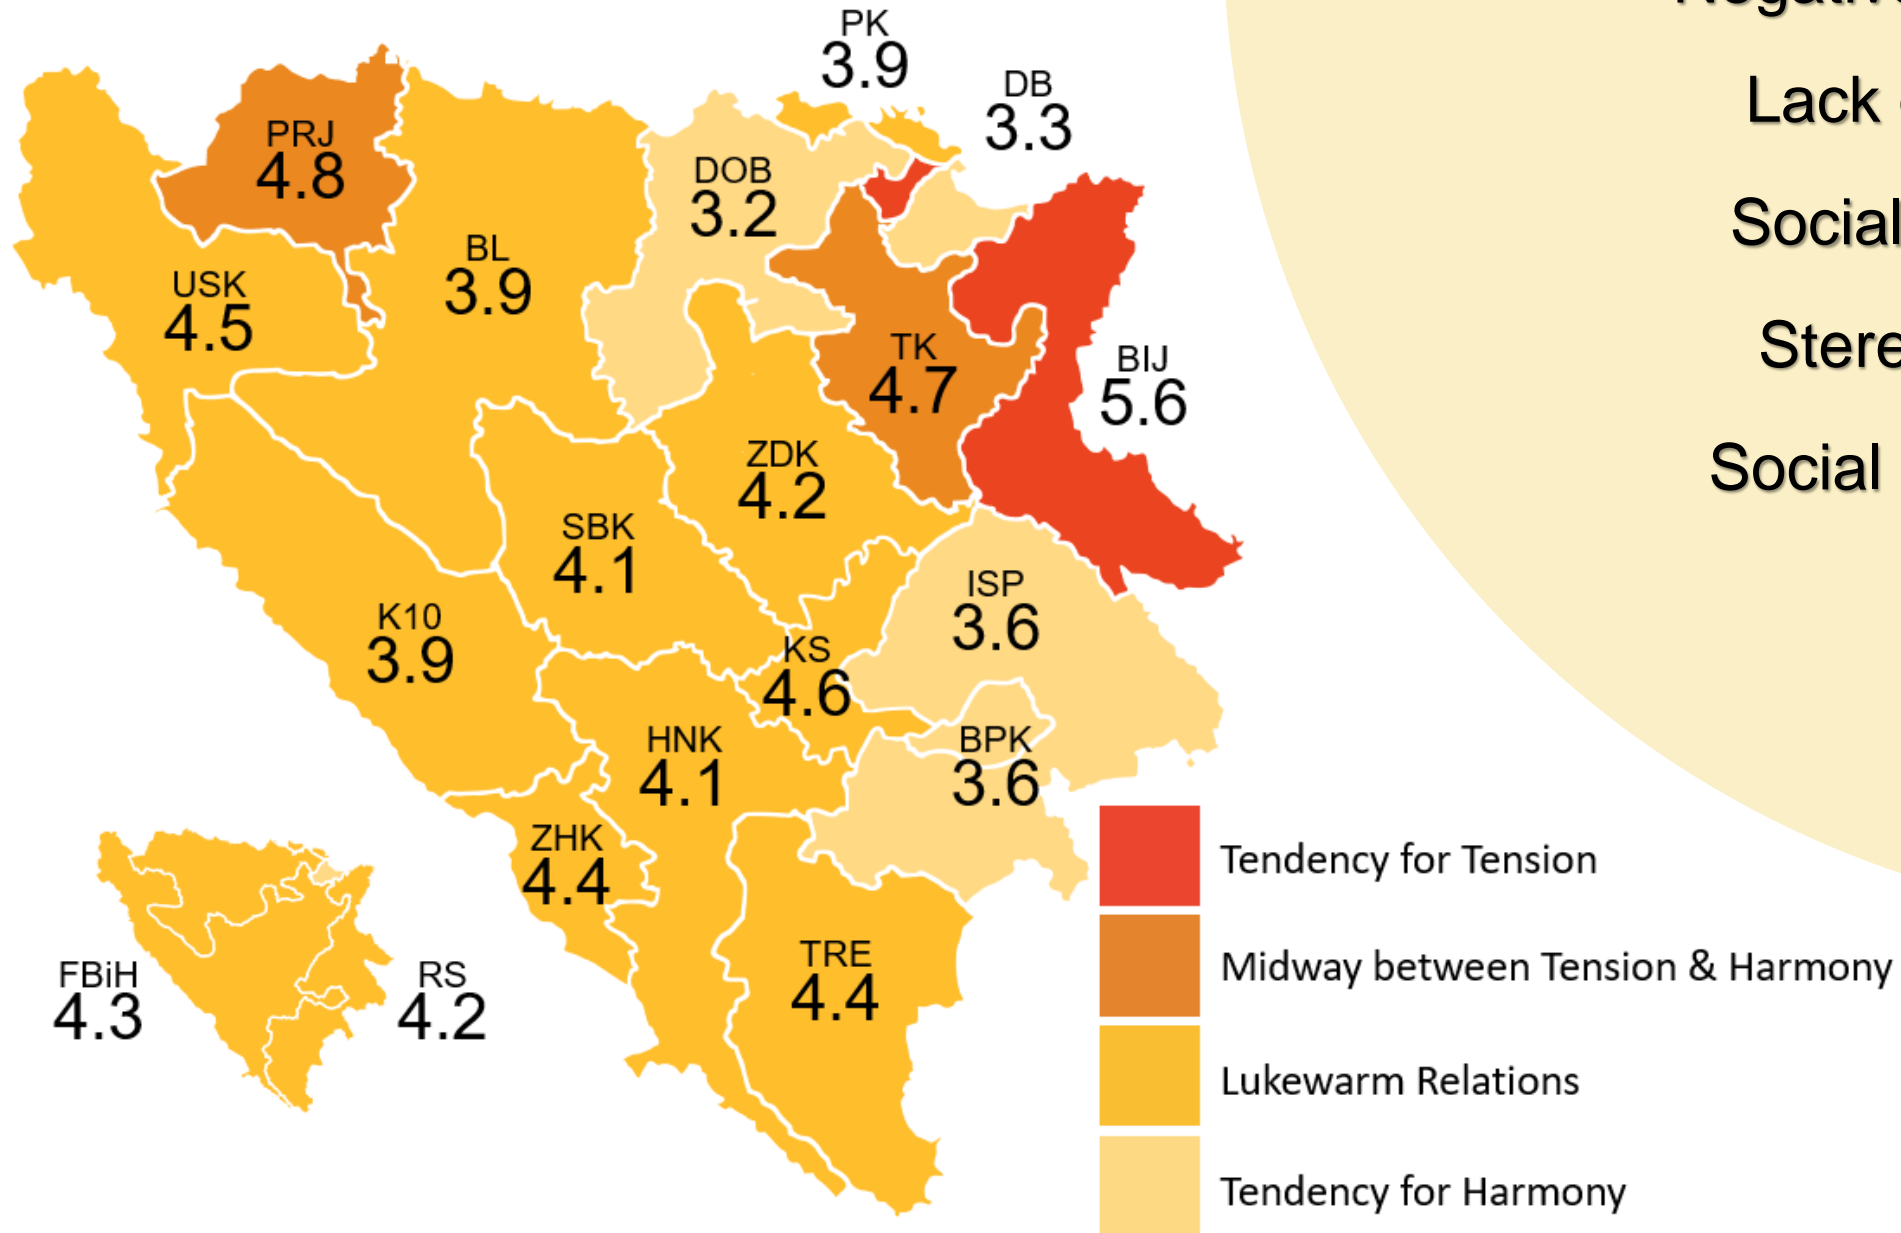 PK
3.9
DB
3.3
PRJ
4.8
DOB
3.2
BL
3.9
USK
4.5
TK
4.7
BIJ
5.6
ZDK
4.2
SBK
4.1
ISP
3.6
K10
3.9
KS
4.6
HNK
4.1
BPK
3.6
ZHK
4.4
TRE
4.4
FBiH
4.3
RS
4.2
Tendency for Tension
Midway between Tension & Harmony
Lukewarm Relations
Tendency for Harmony
Lack
Social
Stere
Social